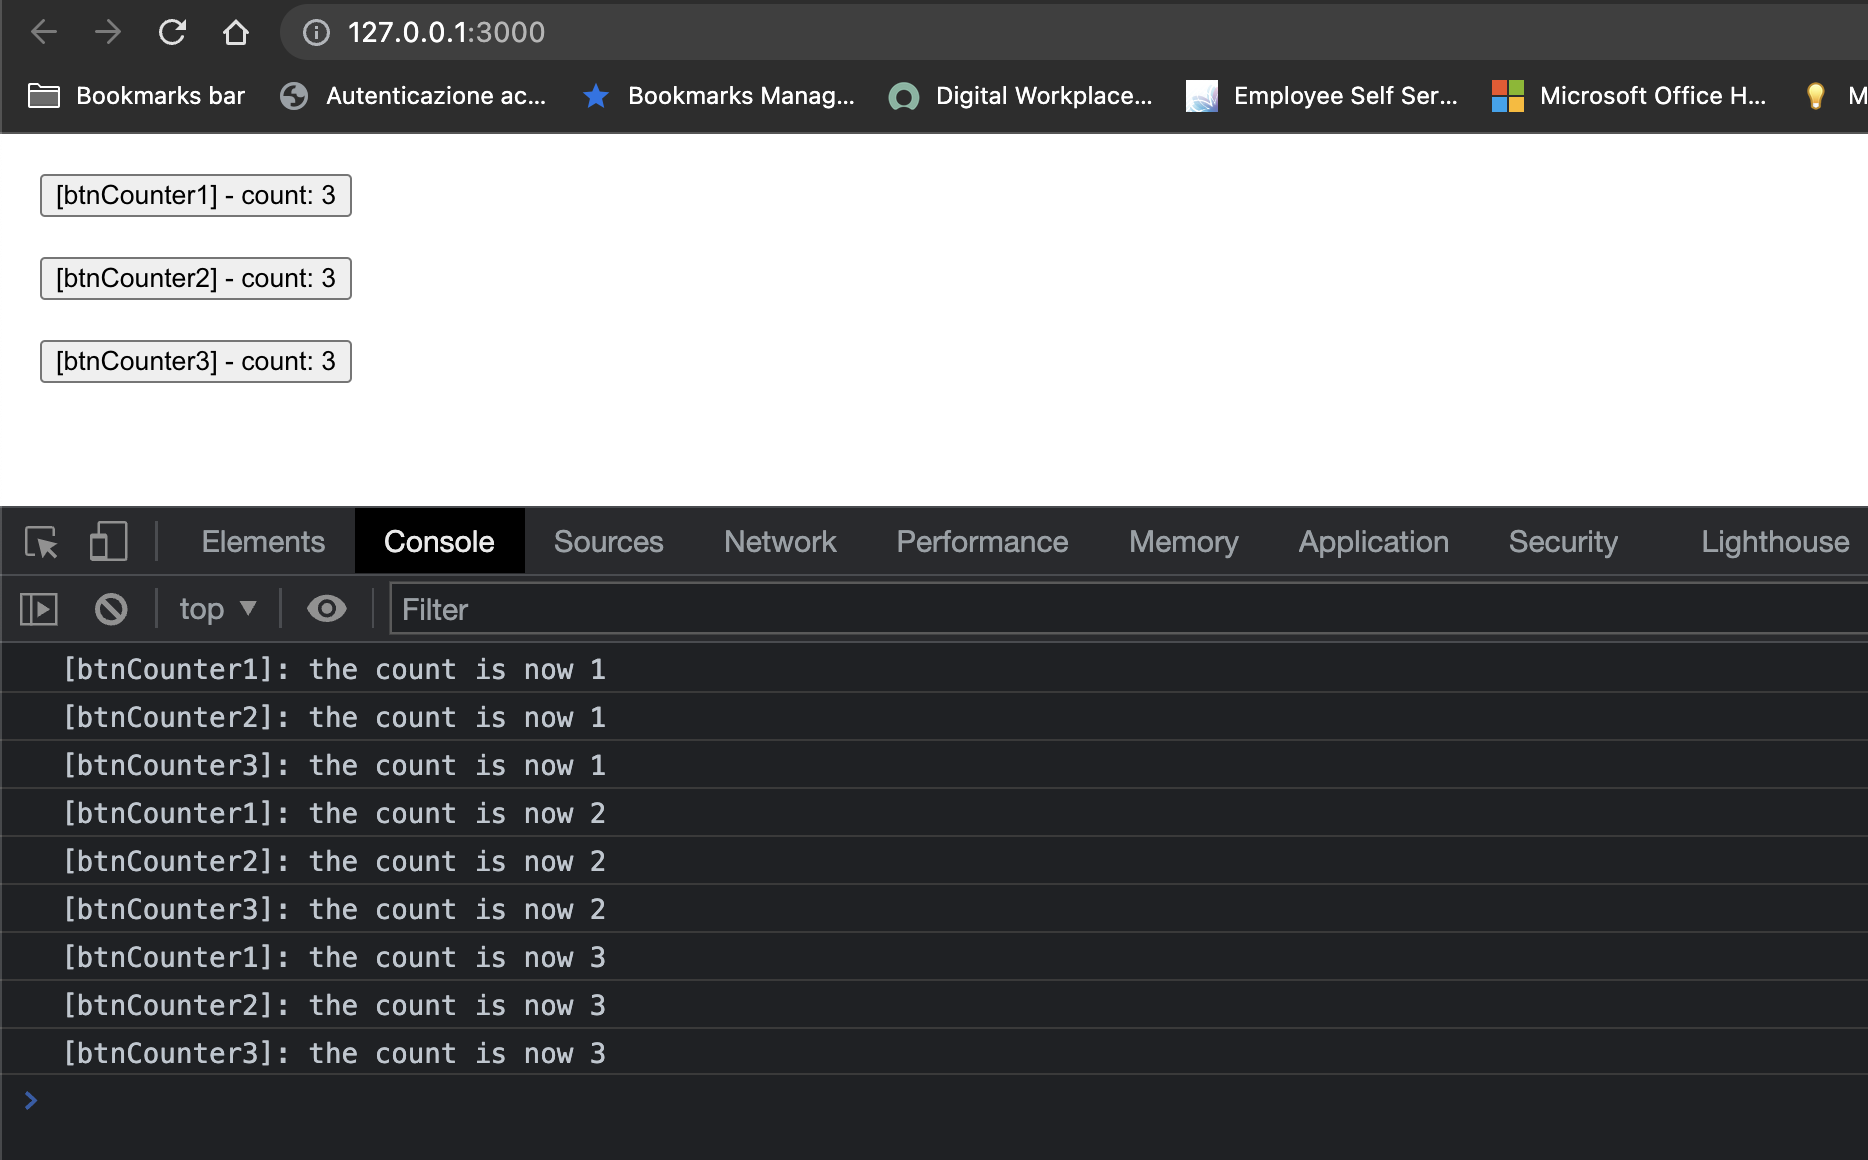 127.0.0.1:3000
Bookmarks bar Autenticazione ac... Bookmarks Manag... Digital Workplace... Employee Self Ser... Microsoft Office H... M
[btnCounter1] - count: 3
[btnCounter2] - count: 3
[btnCounter3] - count: 3
Elements Console Sources Network Performance Memory Application Security Lighthouse
top Filter
[btnCounter1]: the count is now 1
[btnCounter2]: the count is now 1
[btnCounter3]: the count is now 1
[btnCounter1]: the count is now 2
[btnCounter2]: the count is now 2
[btnCounter3]: the count is now 2
[btnCounter1]: the count is now 3
[btnCounter2]: the count is now 3
[btnCounter3]: the count is now 3